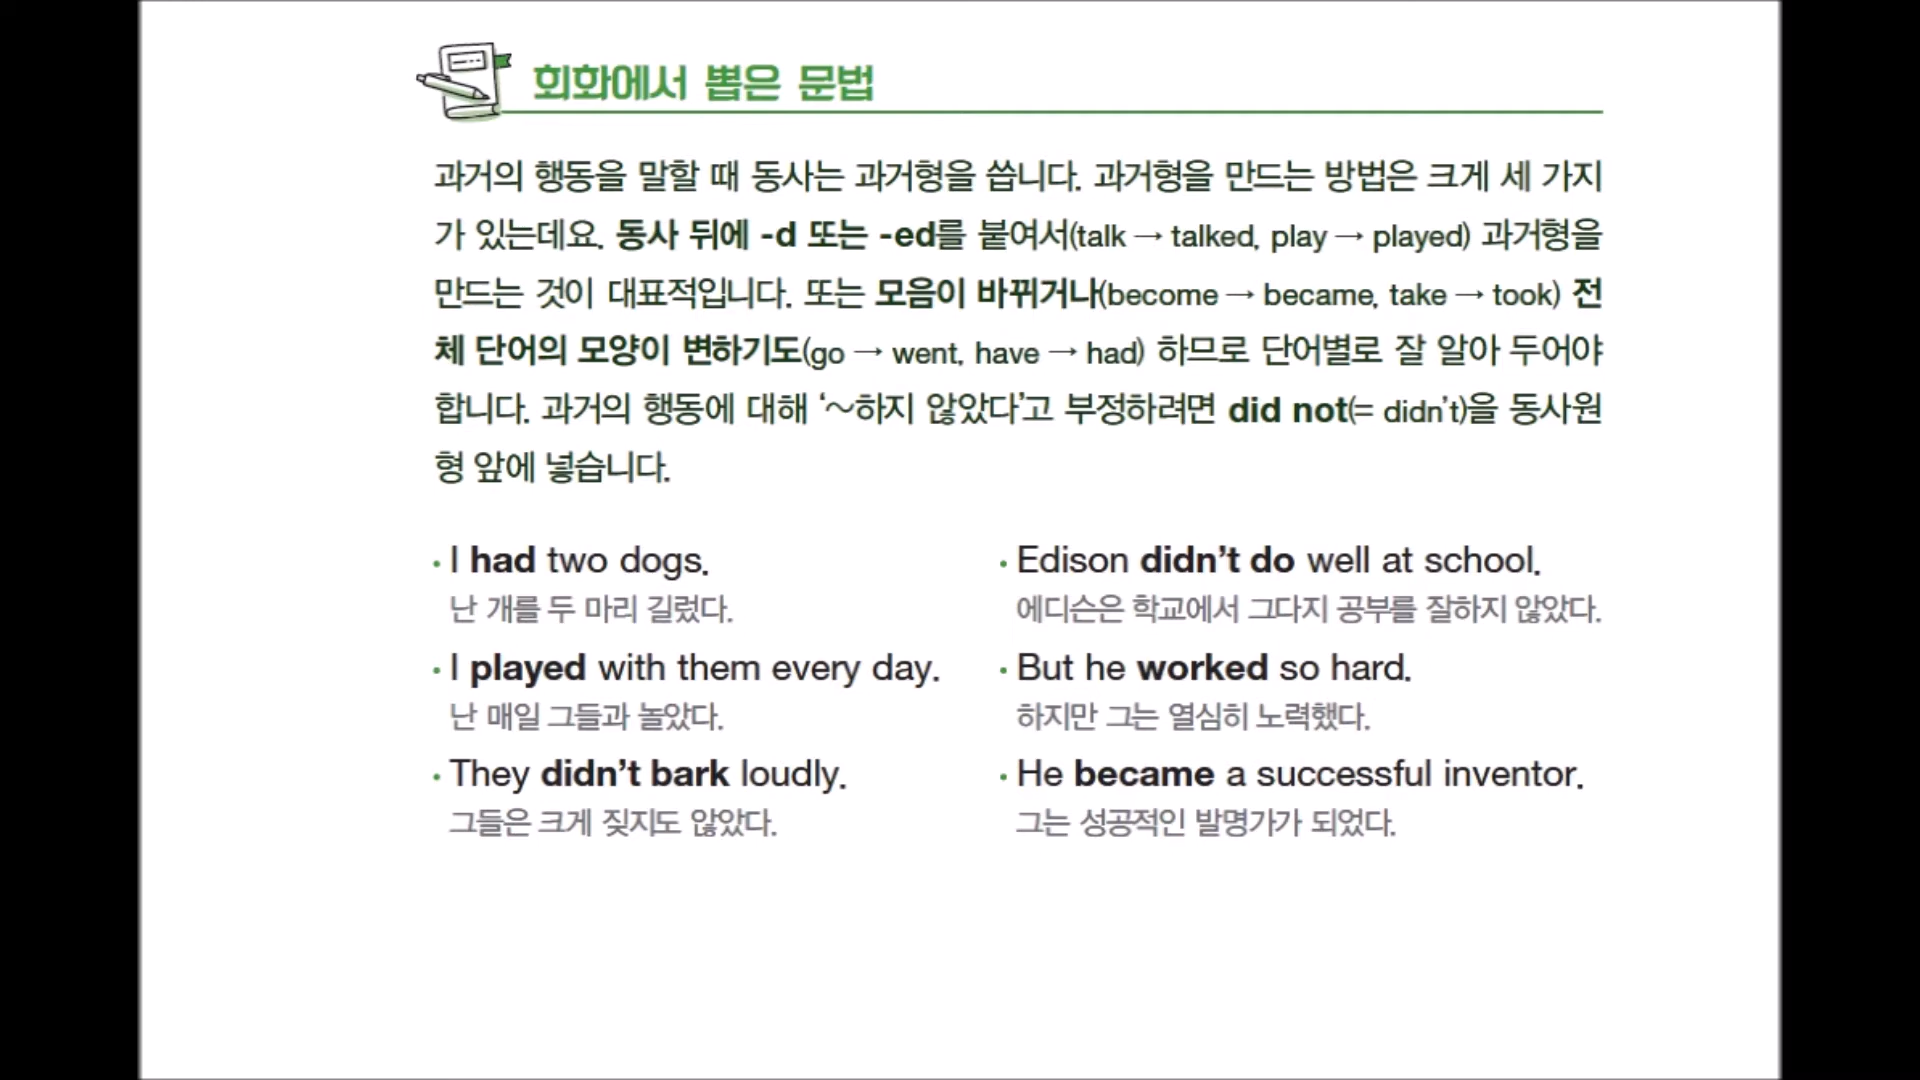 회화에서 뽑은 문법
과거의 행동을 말할 때 동사는 과거형을 씁니다. 과거형을 만드는 방법은 크게 세 가지
가 있는데요. 동사 뒤에 -d 또는 -ed를 붙여서(talk → talked, play → played) 과거형을
만드는 것이 대표적입니다. 또는 모음이 바뀌거나(become → became, take → took) 전
체 단어의 모양이 변하기도(go → went, have → had) 하므로 단어별로 잘 알아 두어야
합니다. 과거의 행동에 대해 ‘~하지 않았다’고 부정하려면 did not(= didn’t)을 동사원
형 앞에 넣습니다.
• I had two dogs.
난 개를 두 마리 길렀다.
• I played with them every day.
난 매일 그들과 놀았다.
• They didn’t bark loudly.
그들은 크게 짖지도 않았다.
• Edison didn’t do well at school.
에디슨은 학교에서 그다지 공부를 잘하지 않았다.
• But he worked so hard.
하지만 그는 열심히 노력했다.
• He became a successful inventor.
그는 성공적인 발명가가 되었다.